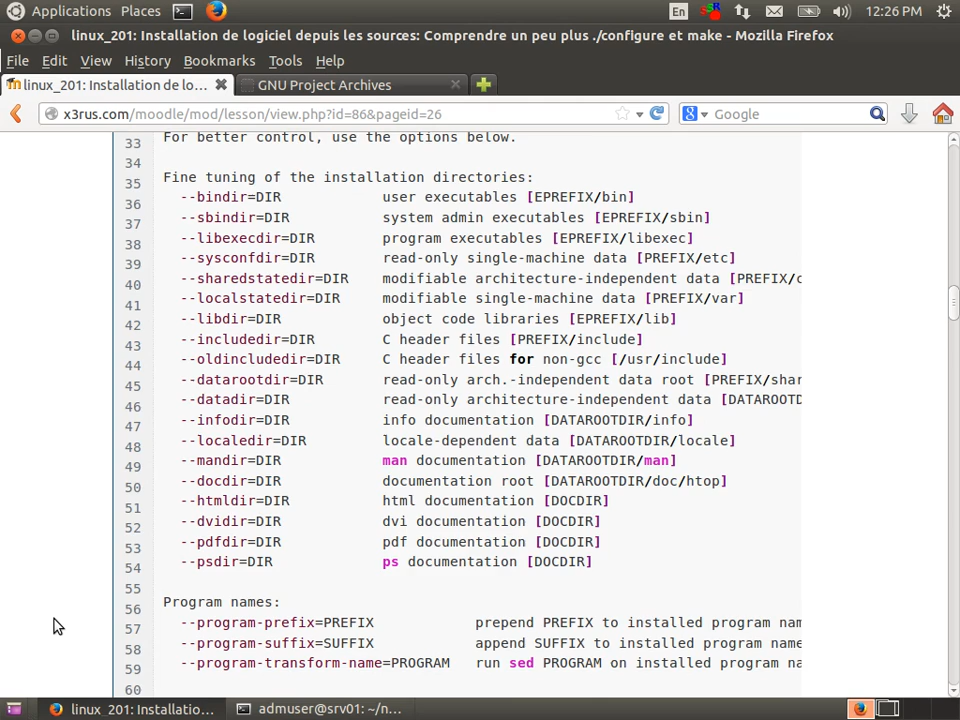 Applications Places En 12:26 PM
linux_201: Installation de logiciel depuis les sources: Comprendre un peu plus ./configure et make - Mozilla Firefox
File Edit View History Bookmarks Tools Help
linux_201: Installation de lo... GNU Project Archives
x3rus.com/moodle/mod/lesson/view.php?id=86&pageid=26 Google
33 For better control, use the options below.
34
35 Fine tuning of the installation directories:
36 --bindir=DIR user executables [EPREFIX/bin]
37 --sbindir=DIR system admin executables [EPREFIX/sbin]
38 --libexecdir=DIR program executables [EPREFIX/libexec]
39 --sysconfdir=DIR read-only single-machine data [PREFIX/etc]
40 --sharedstatedir=DIR modifiable architecture-independent data [PREFIX/c
41 --localstatedir=DIR modifiable single-machine data [PREFIX/var]
42 --libdir=DIR object code libraries [EPREFIX/lib]
43 --includedir=DIR C header files [PREFIX/include]
44 --oldincludedir=DIR C header files for non-gcc [/usr/include]
45 --datarootdir=DIR read-only arch.-independent data root [PREFIX/shar
46 --datadir=DIR read-only architecture-independent data [DATAROOTD
47 --infodir=DIR info documentation [DATAROOTDIR/info]
48 --localedir=DIR locale-dependent data [DATAROOTDIR/locale]
49 --mandir=DIR man documentation [DATAROOTDIR/man]
50 --docdir=DIR documentation root [DATAROOTDIR/doc/htop]
51 --htmldir=DIR html documentation [DOCDIR]
52 --dvidir=DIR dvi documentation [DOCDIR]
53 --pdfdir=DIR pdf documentation [DOCDIR]
54 --psdir=DIR ps documentation [DOCDIR]
55
56 Program names:
57 --program-prefix=PREFIX prepend PREFIX to installed program nam
58 --program-suffix=SUFFIX append SUFFIX to installed program name
59 --program-transform-name=PROGRAM run sed PROGRAM on installed program na
60
linux_201: Installatio... admuser@srv01: ~/n...